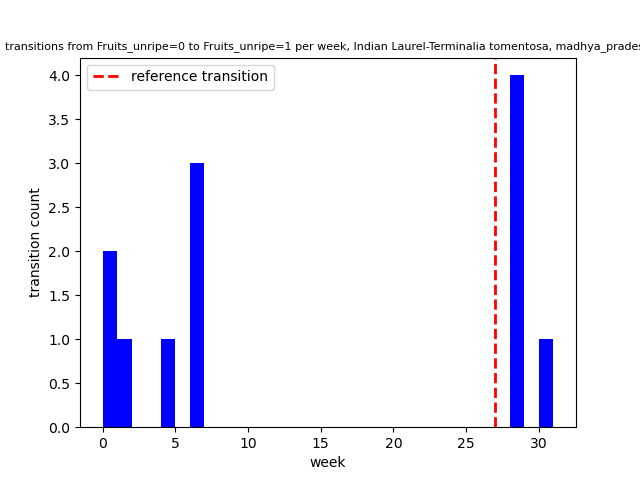 transitions from Fruits_unripe=0 to Fruits_unripe=1 per week, Indian Laurel-Terminalia tomentosa, madhya_prades
reference transition
4.0
3.5
3.0
2.5
2.0
1.5
1.0
0.5
0.0
transition count
0 5 10 15 20 25 30
week